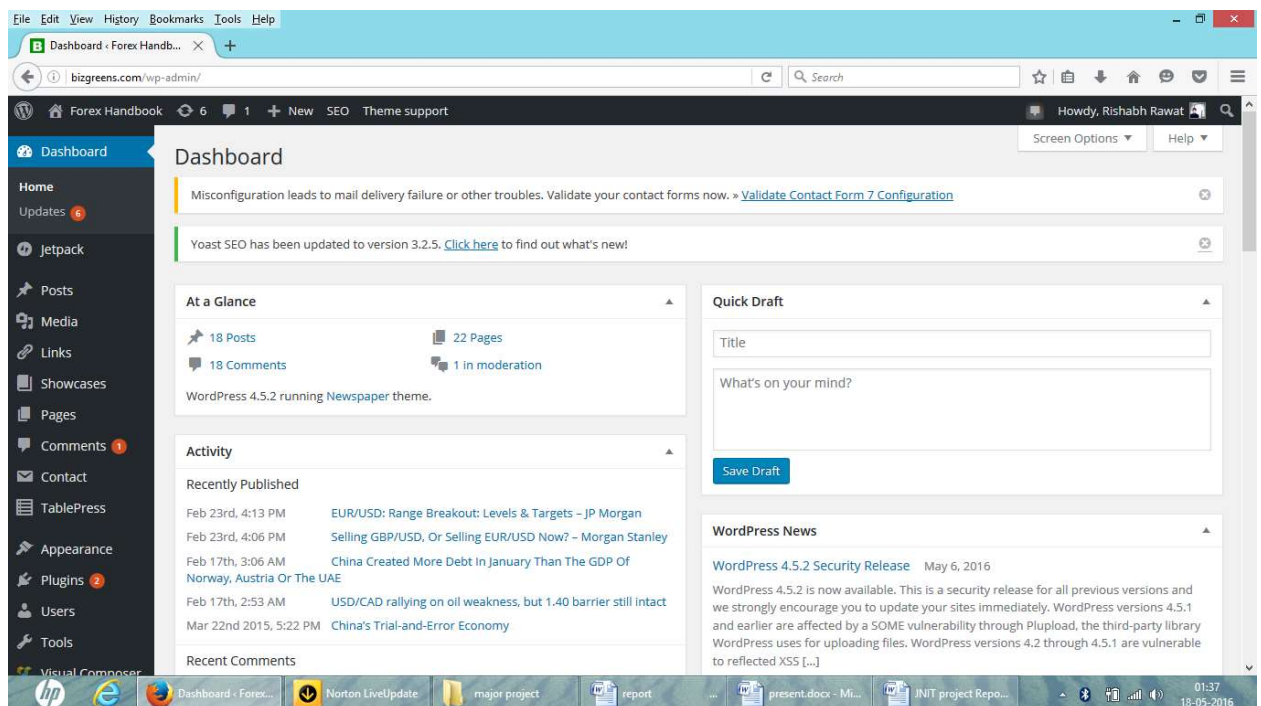 File Edit View History Bookmarks Tools Help
Dashboard ‹ Forex Handb...
bizgreens.com/wp-admin/
Search
Forex Handbook 6 1 + New SEO Theme support
Howdy, Rishabh Rawat
Dashboard
Home
Updates 6
Jetpack
Posts
Media
Links
Showcases
Pages
Comments 1
Contact
TablePress
Appearance
Plugins 2
Users
Tools
Visual Composer
Screen Options Help
Dashboard
Misconfiguration leads to mail delivery failure or other troubles. Validate your contact forms now. » Validate Contact Form 7 Configuration
Yoast SEO has been updated to version 3.2.5. Click here to find out what's new!
At a Glance
18 Posts 22 Pages
18 Comments 1 in moderation
WordPress 4.5.2 running Newspaper theme.
Activity
Recently Published
Feb 23rd, 4:13 PM EUR/USD: Range Breakout: Levels & Targets – JP Morgan
Feb 23rd, 4:06 PM Selling GBP/USD, Or Selling EUR/USD Now? – Morgan Stanley
Feb 17th, 3:06 AM China Created More Debt In January Than The GDP Of
Norway, Austria Or The UAE
Feb 17th, 2:53 AM USD/CAD rallying on oil weakness, but 1.40 barrier still intact
Mar 22nd 2015, 5:22 PM China's Trial-and-Error Economy
Recent Comments
Quick Draft
Title
What's on your mind?
Save Draft
WordPress News
WordPress 4.5.2 Security Release May 6, 2016
WordPress 4.5.2 is now available. This is a security release for all previous versions and
we strongly encourage you to update your sites immediately. WordPress versions 4.5.1
and earlier are affected by a SOME vulnerability through Plupload, the third-party library
WordPress uses for uploading files. WordPress versions 4.2 through 4.5.1 are vulnerable
to reflected XSS [...]
hp
Dashboard ‹ Forex...
Norton LiveUpdate
major project
report
...
present.docx - Mi...
JNIT project Repo...
01:37
18-05-2016